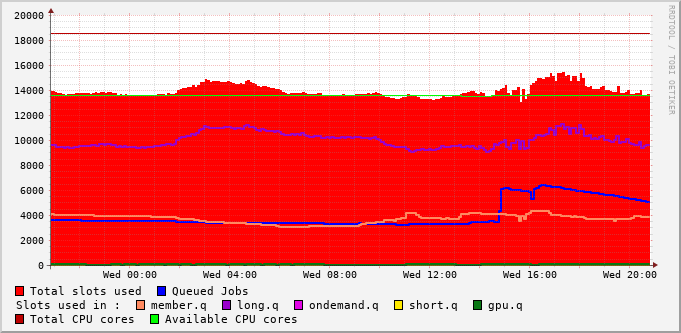 RRDTOOL / TOBI OETIKER
20000
18000
16000
14000
12000
10000
8000
6000
4000
2000
0
Wed 00:00 Wed 04:00 Wed 08:00 Wed 12:00 Wed 16:00 Wed 20:00
Total slots used Queued Jobs
Slots used in : member.q long.q ondemand.q short.q gpu.q
Total CPU cores Available CPU cores